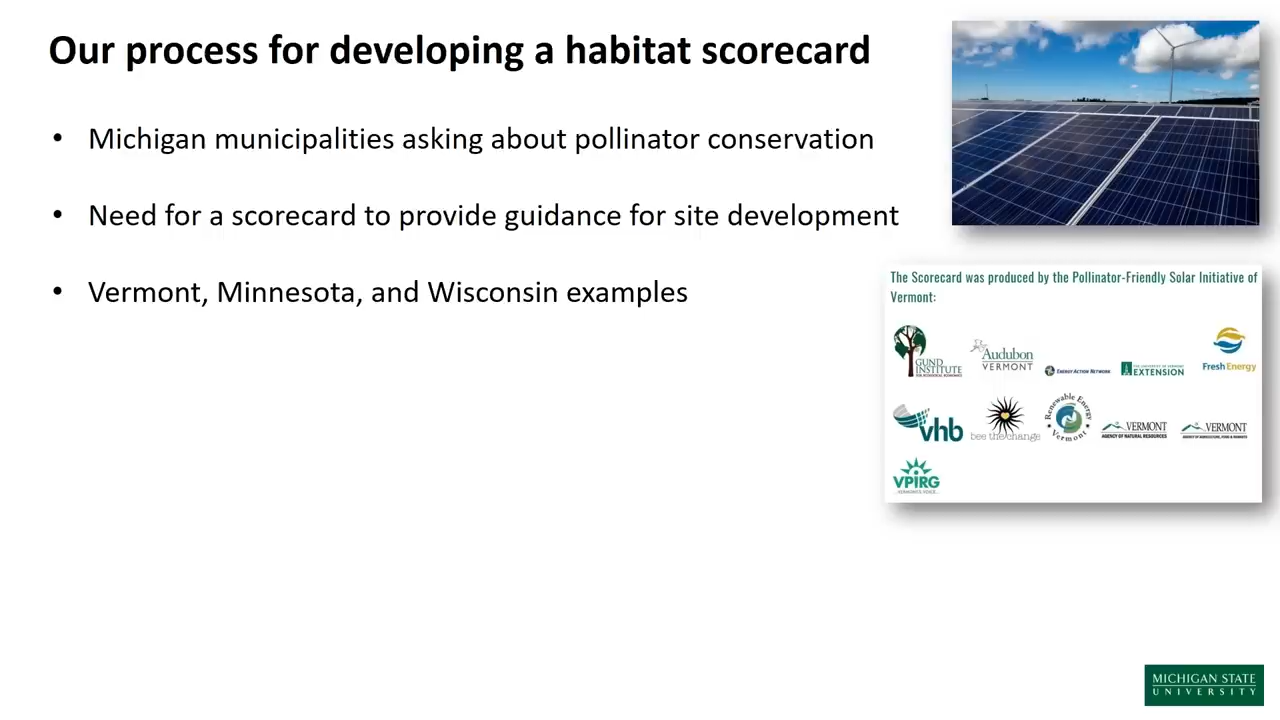 Our process for developing a habitat scorecard
• Michigan municipalities asking about pollinator conservation
• Need for a scorecard to provide guidance for site development
• Vermont, Minnesota, and Wisconsin examples
The Scorecard was produced by the Pollinator-Friendly Solar Initiative of
Vermont:
GUND
INSTITUTE
Audubon
VERMONT
ENERGY ACTION NETWORK
EXTENSION
Fresh Energy
vhb
bee the change
Renewable Energy
Vermont
VERMONT
AGENCY OF NATURAL RESOURCES
VERMONT
AGENCY OF AGRICULTURE, FOOD & MARKETS
VPIRG
MICHIGAN STATE
UNIVERSITY